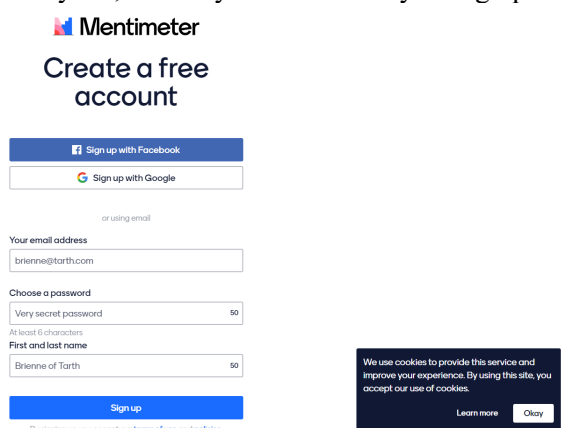 Mentimeter
Create a free
account
Sign up with Facebook
Sign up with Google
or using email
Your email address
brienne@tarth.com
Choose a password
Very secret password 50
At least 6 characters
First and last name
Brienne of Tarth 50
Sign up
We use cookies to provide this service and
improve your experience. By using this site, you
accept our use of cookies.
Learn more Okay